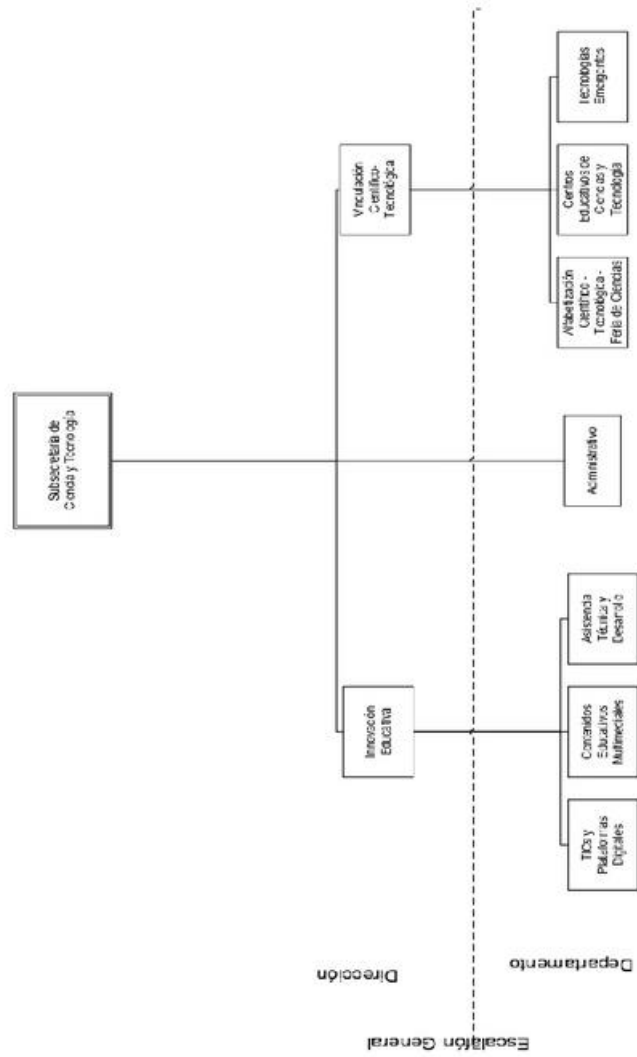 Subsecretaría de
Ciencia y Tecnología
Dirección
Innovación
Educativa
Vinculación
Científico-
Tecnológica
Escalafón General
Departamento
TICs y
Plataformas
Digitales
Contenidos
Educativos
Multimediales
Asistencia
Técnica y
Desarrollo
Administrativo
Alfabetización
Científico -
Tecnológica -
Feria de Ciencias
Centros
Educativos de
Ciencias y
Tecnología
Tecnologías
Emergentes